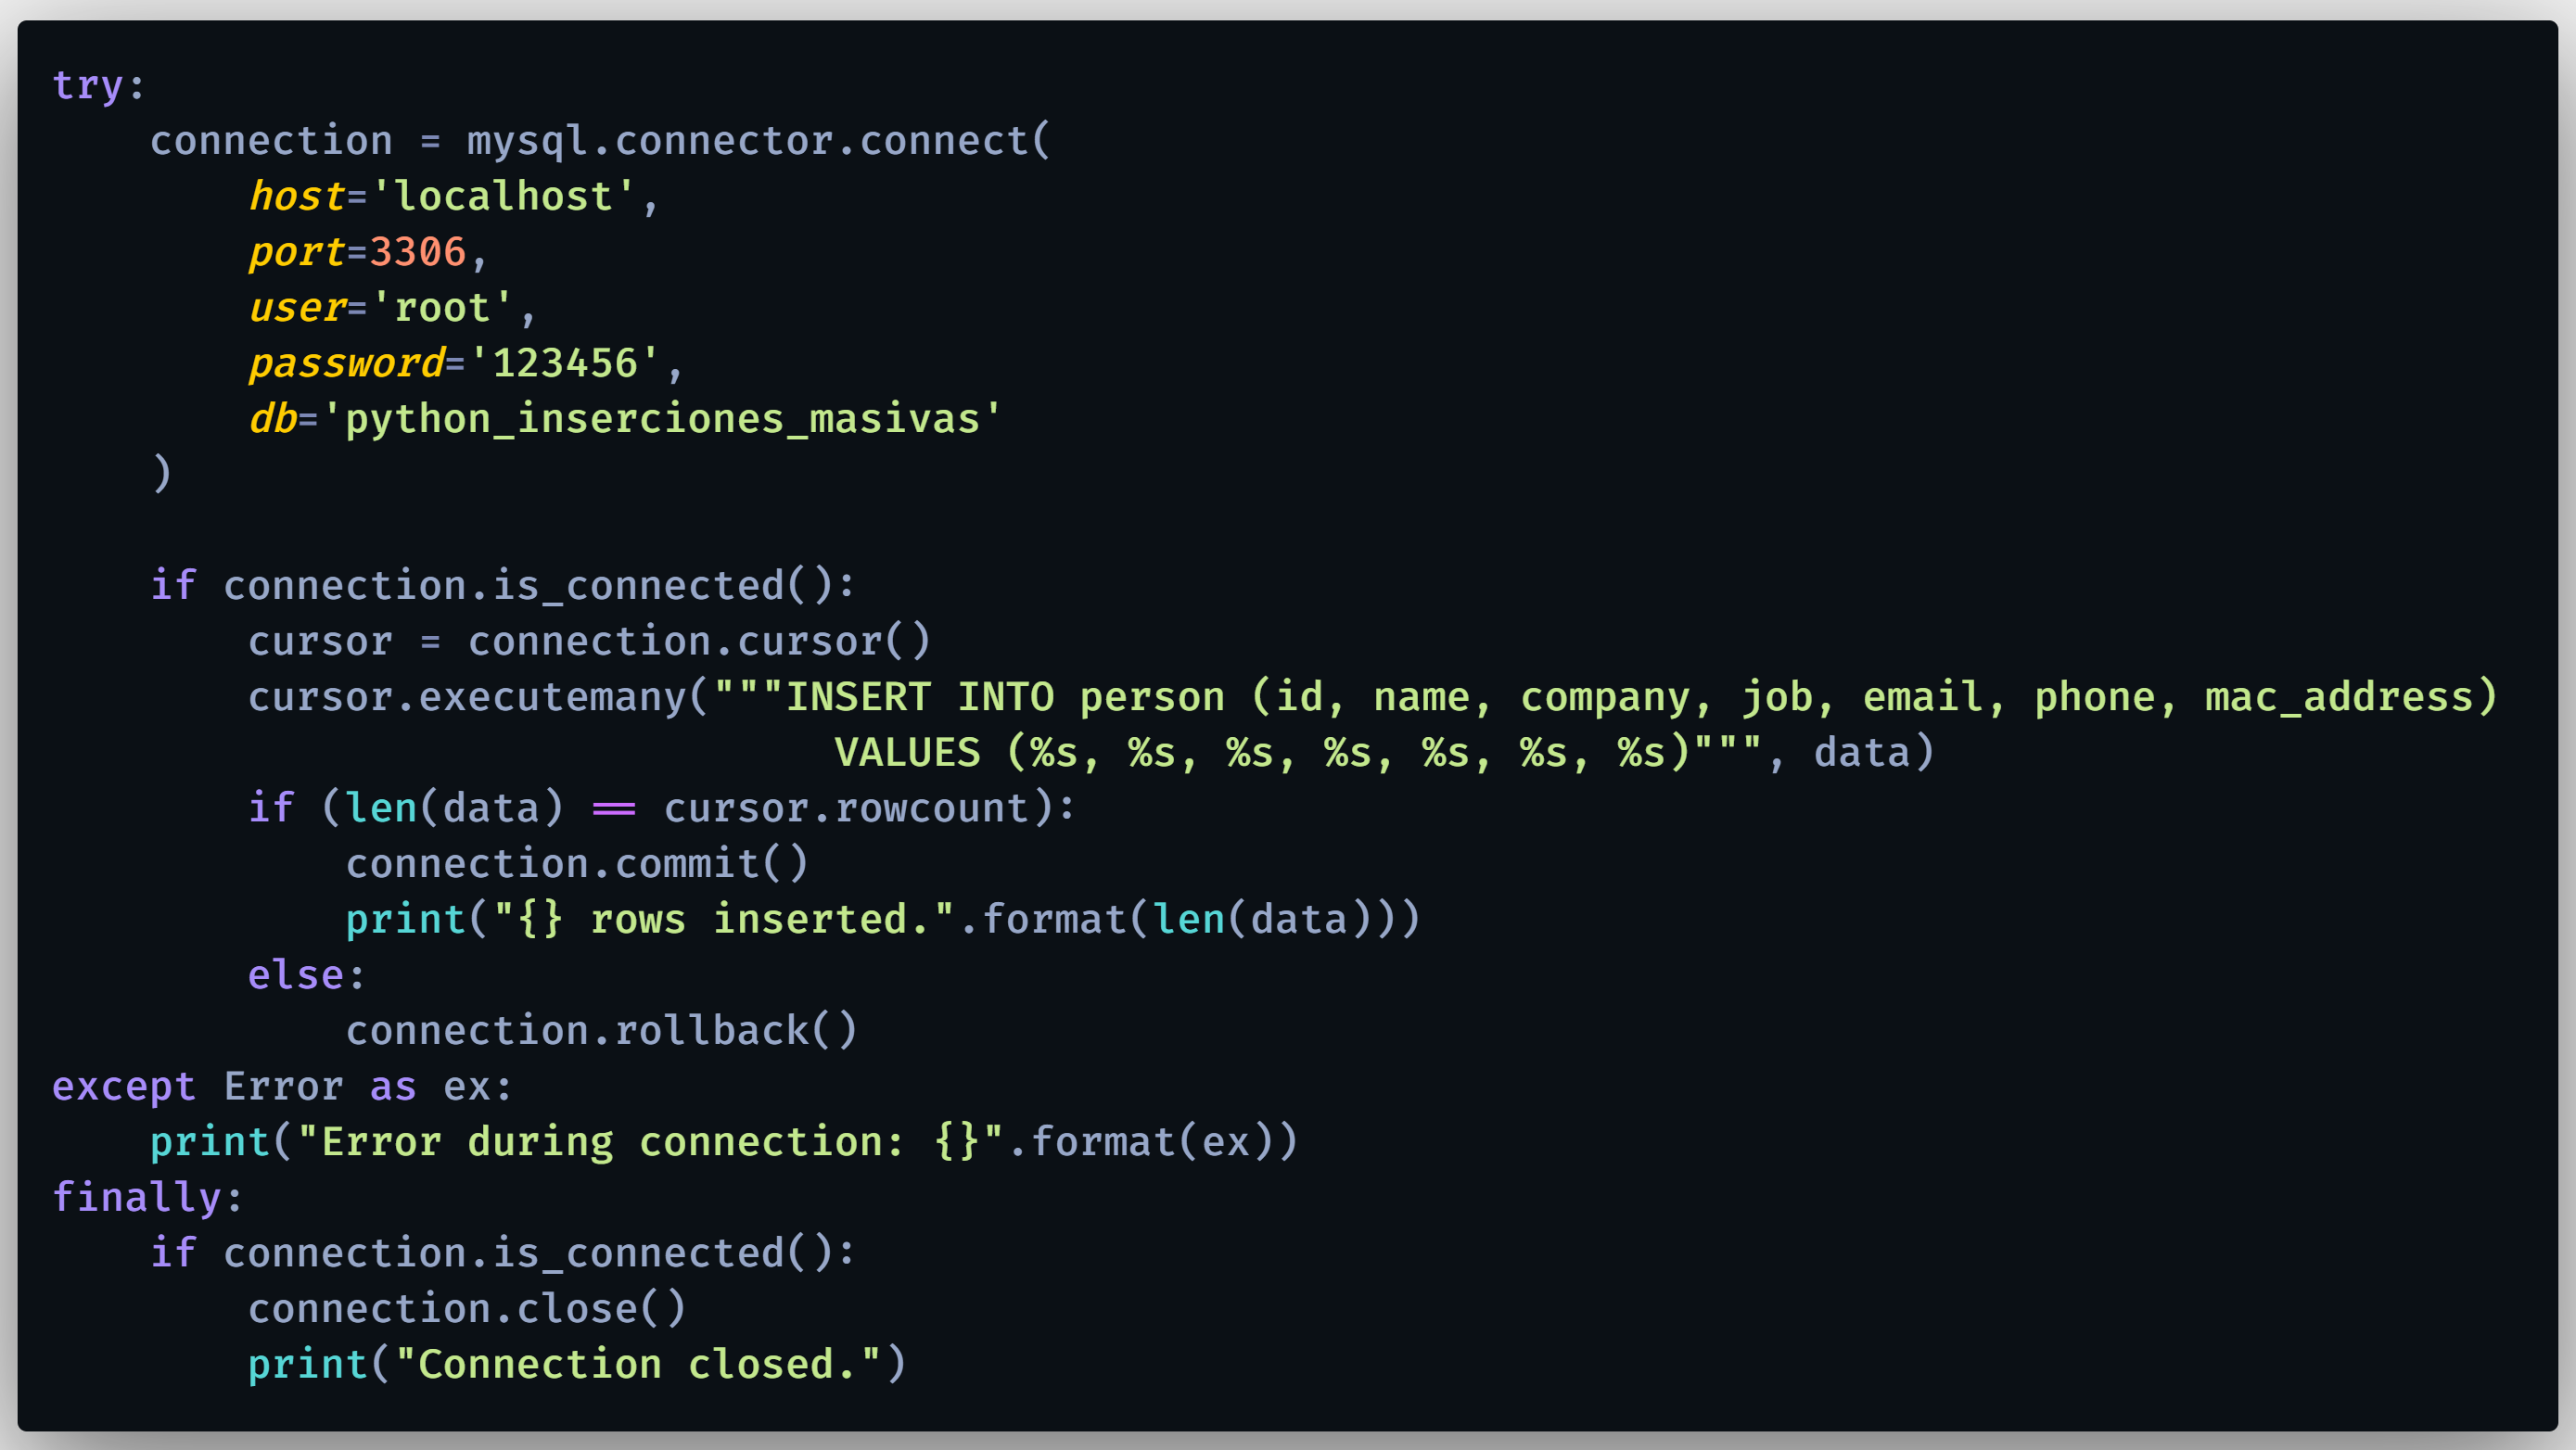 try:
    connection = mysql.connector.connect(
        host='localhost',
        port=3306,
        user='root',
        password='123456',
        db='python_inserciones_masivas'
    )

    if connection.is_connected():
        cursor = connection.cursor()
        cursor.executemany("""INSERT INTO person (id, name, company, job, email, phone, mac_address)
                                VALUES (%s, %s, %s, %s, %s, %s, %s)""", data)
        if (len(data) == cursor.rowcount):
            connection.commit()
            print("{} rows inserted.".format(len(data)))
        else:
            connection.rollback()
except Error as ex:
    print("Error during connection: {}".format(ex))
finally:
    if connection.is_connected():
        connection.close()
        print("Connection closed.")